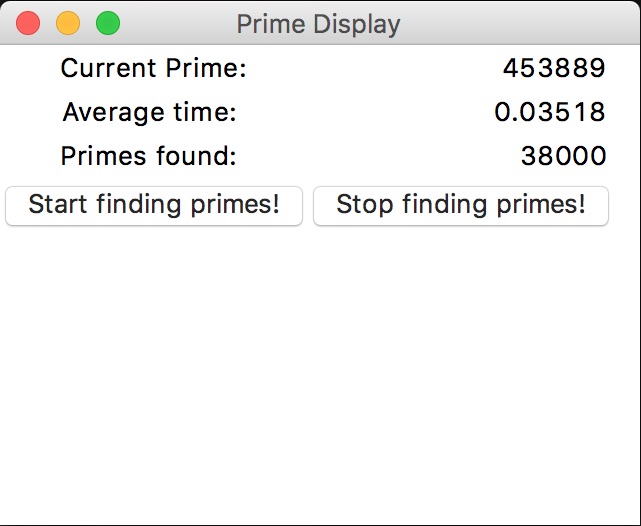 Prime Display
Current Prime: 453889
Average time: 0.03518
Primes found: 38000
Start finding primes! Stop finding primes!